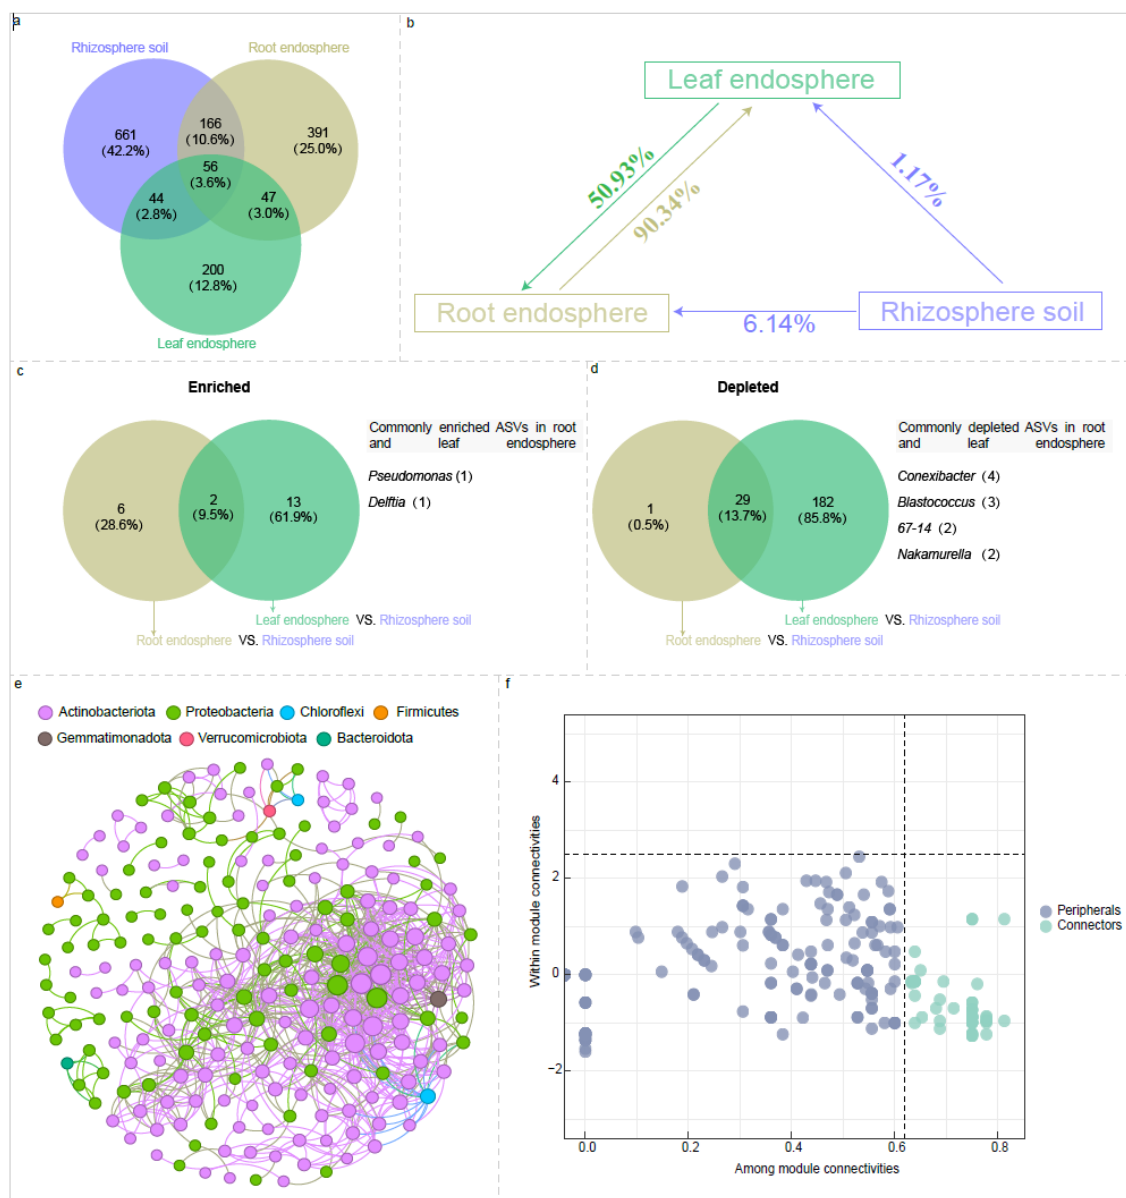 a
Rhizosphere soil
Root endosphere
661
(42.2%)
166
(10.6%)
391
(25.0%)
56
(3.6%)
44
(2.8%)
47
(3.0%)
200
(12.8%)
Leaf endosphere
b
Leaf endosphere
50.93%
90.34%
1.17%
Root endosphere
6.14%
Rhizosphere soil
c
Enriched
6
(28.6%)
2
(9.5%)
13
(61.9%)
Commonly enriched ASVs in root
and leaf endosphere
Pseudomonas (1)
Delftia (1)
Leaf endosphere VS. Rhizosphere soil
Root endosphere VS. Rhizosphere soil
d
Depleted
1
(0.5%)
29
(13.7%)
182
(85.8%)
Commonly depleted ASVs in root
and leaf endosphere
Conexibacter (4)
Blastococcus (3)
67-14 (2)
Nakamurella (2)
Leaf endosphere VS. Rhizosphere soil
Root endosphere VS. Rhizosphere soil
e
Actinobacteriota Proteobacteria Chloroflexi Firmicutes
Gemmatimonadota Verrucomicrobiota Bacteroidota
f
Within module connectivities
4
2
0
−2
0.0 0.2 0.4 0.6 0.8
Among module connectivities
Peripherals
Connectors